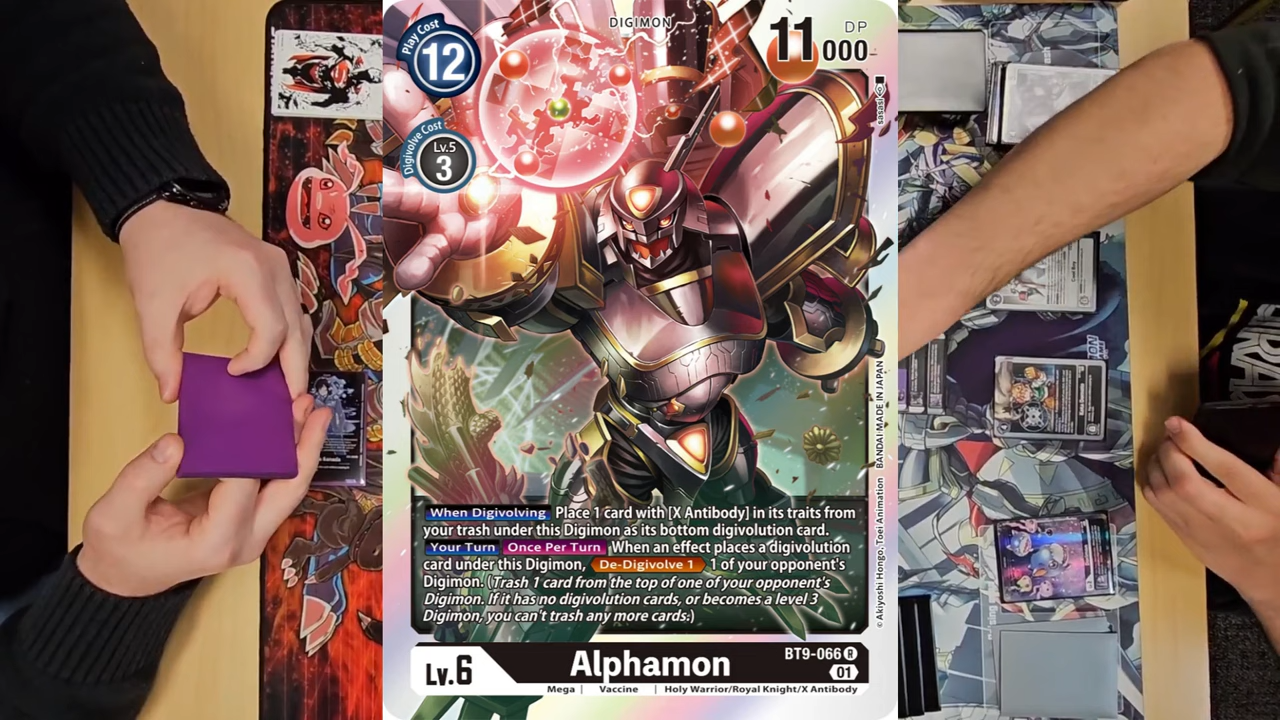 DIGIMON
Play Cost
12
DP
11000
Digivolve Cost
Lv.5
3
sasasi
When Digivolving Place 1 card with [X Antibody] in its traits from
your trash under this Digimon as its bottom digivolution card.
Your Turn Once Per Turn When an effect places a digivolution
card under this Digimon, De-Digivolve 1 1 of your opponent's
Digimon. (Trash 1 card from the top of one of your opponent's
Digimon. If it has no digivolution cards, or becomes a level 3
Digimon, you can't trash any more cards.)
© Akiyoshi Hongo, Toei Animation BANDAI MADE IN JAPAN
Lv.6
Alphamon
BT9-066 R
01
Mega | Vaccine | Holy Warrior/Royal Knight/X Antibody
Cool Boy